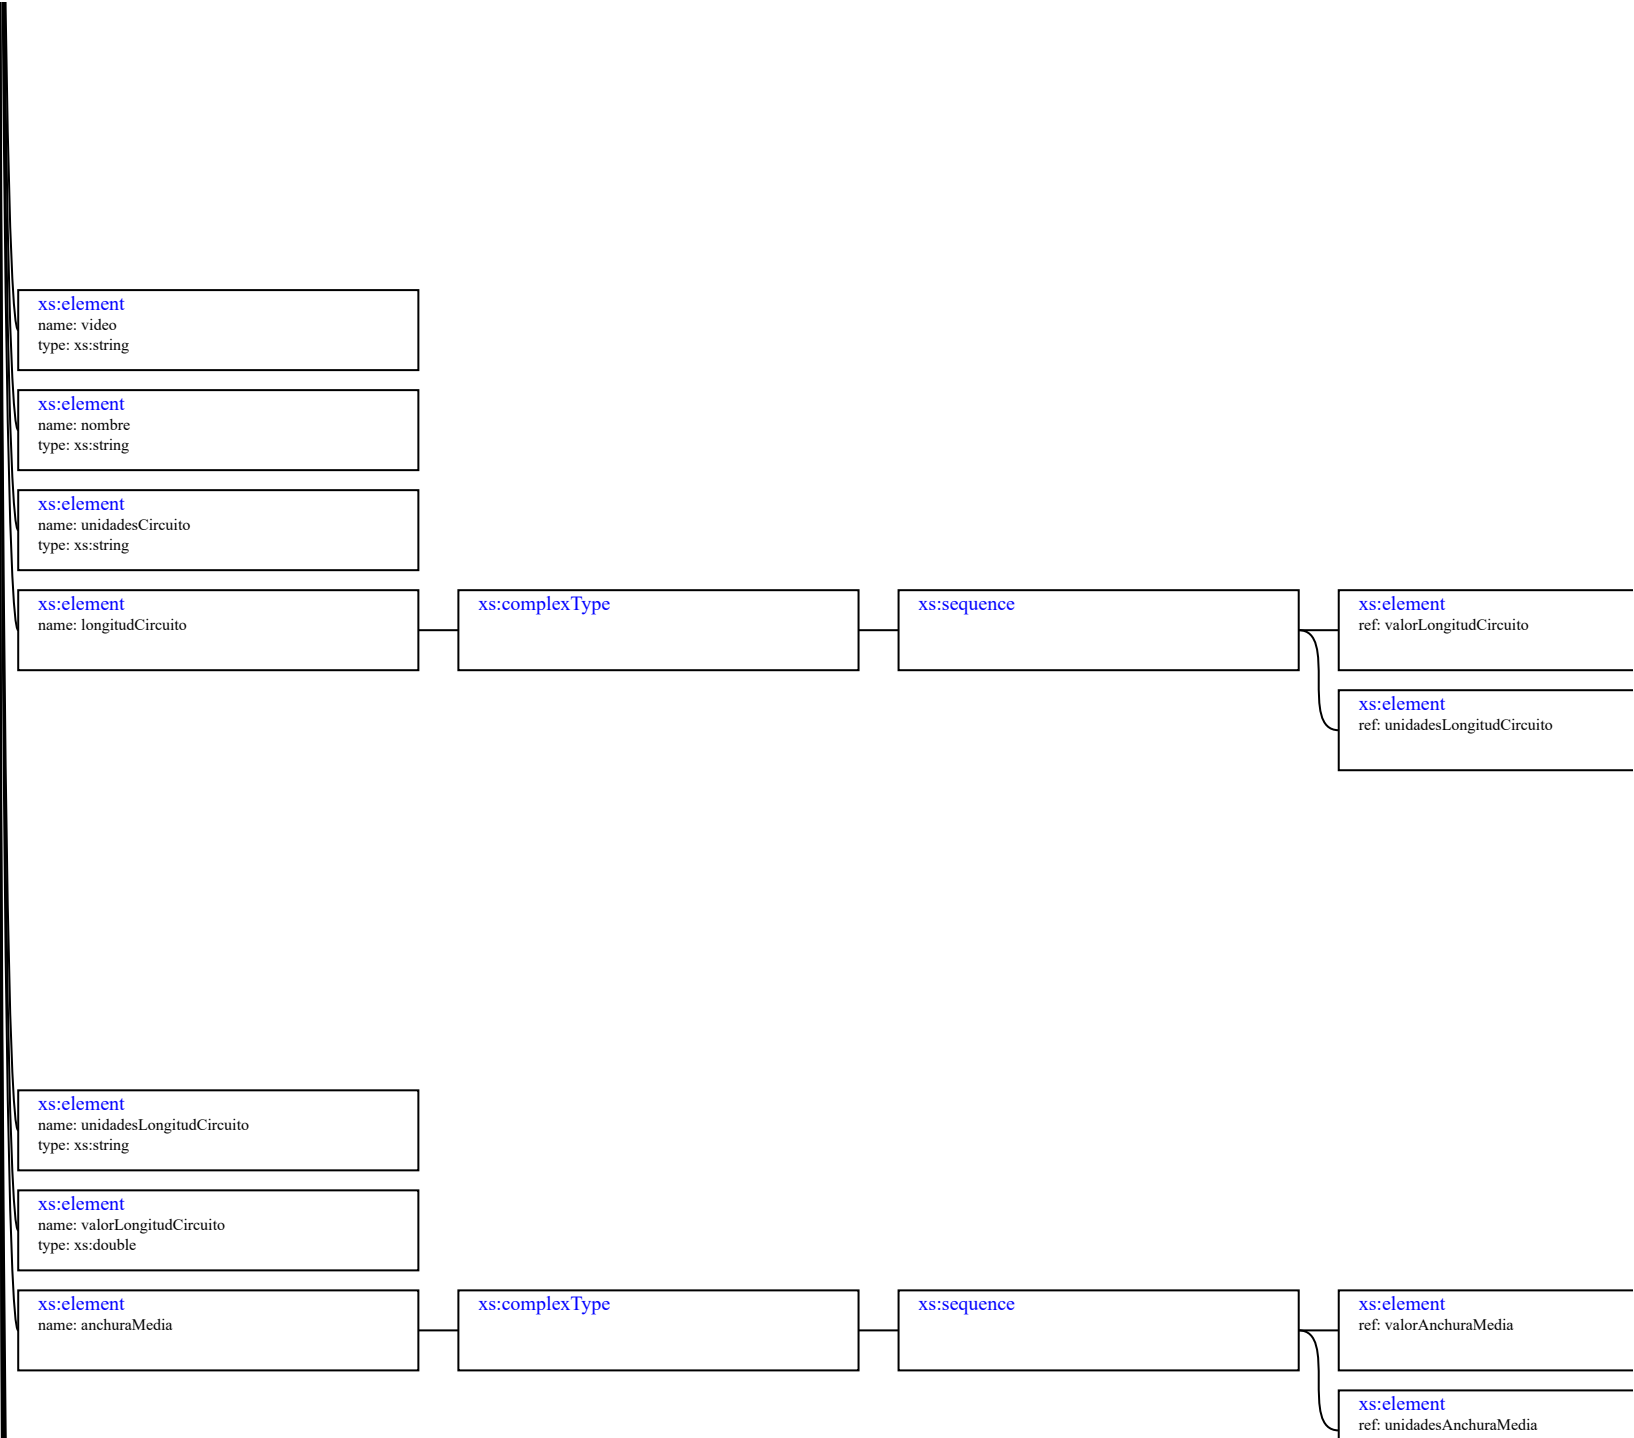 xs:element
name: video
type: xs:string
xs:element
name: nombre
type: xs:string
xs:element
name: unidadesCircuito
type: xs:string
xs:element
name: longitudCircuito
xs:complexType
xs:sequence
xs:element
ref: valorLongitudCircuito
xs:element
ref: unidadesLongitudCircuito
xs:element
name: unidadesLongitudCircuito
type: xs:string
xs:element
name: valorLongitudCircuito
type: xs:double
xs:element
name: anchuraMedia
xs:complexType
xs:sequence
xs:element
ref: valorAnchuraMedia
xs:element
ref: unidadesAnchuraMedia